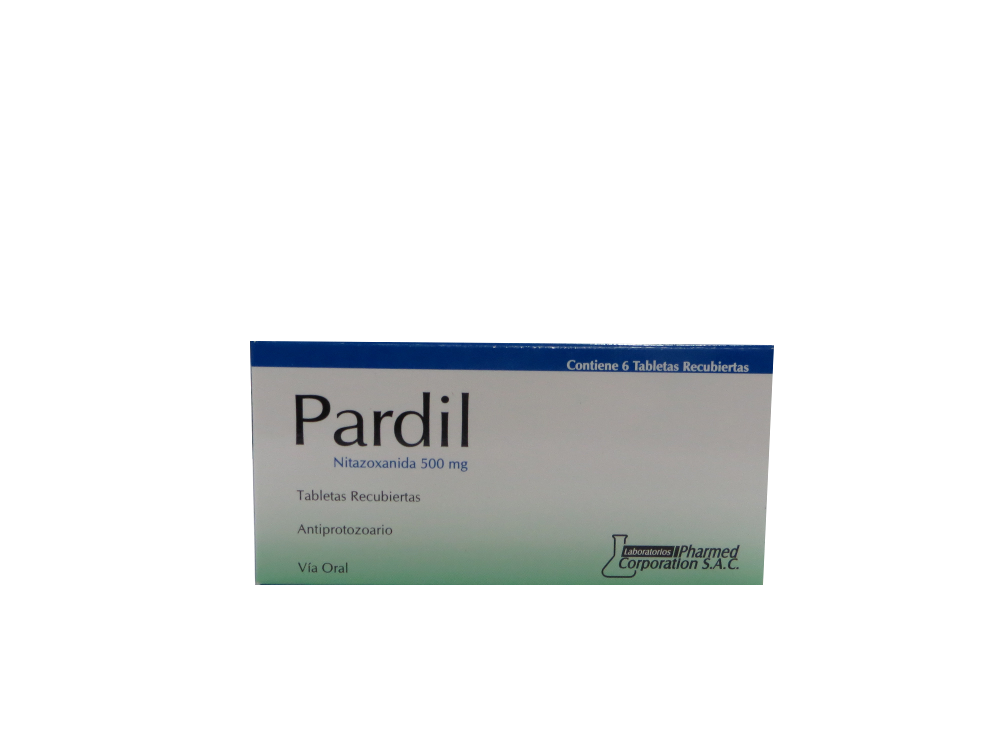 Contiene 6 Tabletas Recubiertas
Pardil
Nitazoxanida 500 mg
Tabletas Recubiertas
Antiprotozoario
Vía Oral
Laboratorios Pharmed
Corporation S.A.C.